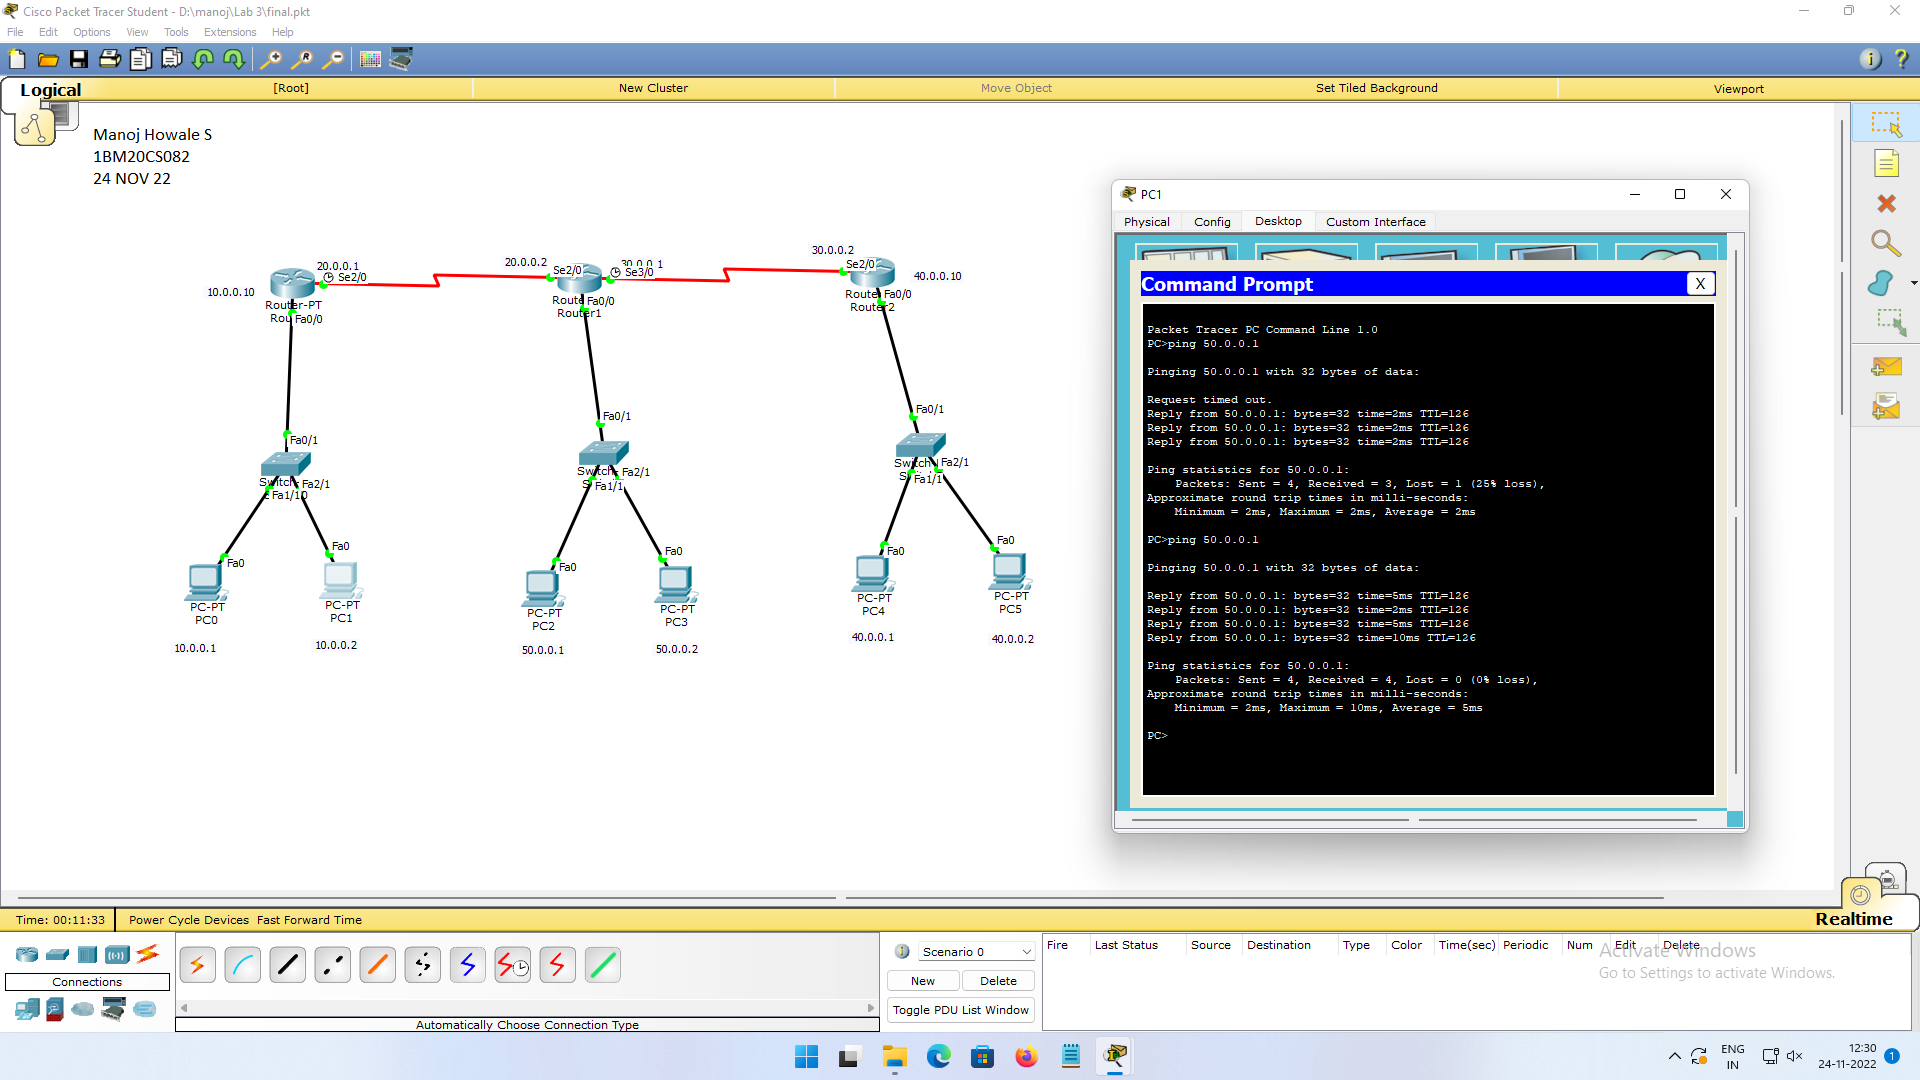 Cisco Packet Tracer Student - D:\manoj\Lab 3\final.pkt
File Edit Options View Tools Extensions Help
Logical [Root] New Cluster Move Object Set Tiled Background Viewport
Manoj Howale S
1BM20CS082
24 NOV 22
20.0.0.1
Se2/0
10.0.0.10
Router-PT
Fa0/0
20.0.0.2
Se2/0
30.0.0.1
Se3/0
Fa0/0
Router1
30.0.0.2
Se2/0
40.0.0.10
Fa0/0
Router2
Fa0/1
Fa2/1
Fa0/1
Fa2/1
Fa1/1
Fa0/1
Fa2/1
Fa1/1
Fa0
PC-PT
PC0
10.0.0.1
Fa0
PC-PT
PC1
10.0.0.2
Fa0
PC-PT
PC2
50.0.0.1
Fa0
PC-PT
PC3
50.0.0.2
Fa0
PC-PT
PC4
40.0.0.1
Fa0
PC-PT
PC5
40.0.0.2
PC1
Physical Config Desktop Custom Interface
Command Prompt X
Packet Tracer PC Command Line 1.0
PC>ping 50.0.0.1
Pinging 50.0.0.1 with 32 bytes of data:
Request timed out.
Reply from 50.0.0.1: bytes=32 time=2ms TTL=126
Reply from 50.0.0.1: bytes=32 time=2ms TTL=126
Reply from 50.0.0.1: bytes=32 time=2ms TTL=126
Ping statistics for 50.0.0.1:
Packets: Sent = 4, Received = 3, Lost = 1 (25% loss),
Approximate round trip times in milli-seconds:
Minimum = 2ms, Maximum = 2ms, Average = 2ms
PC>ping 50.0.0.1
Pinging 50.0.0.1 with 32 bytes of data:
Reply from 50.0.0.1: bytes=32 time=5ms TTL=126
Reply from 50.0.0.1: bytes=32 time=2ms TTL=126
Reply from 50.0.0.1: bytes=32 time=5ms TTL=126
Reply from 50.0.0.1: bytes=32 time=10ms TTL=126
Ping statistics for 50.0.0.1:
Packets: Sent = 4, Received = 4, Lost = 0 (0% loss),
Approximate round trip times in milli-seconds:
Minimum = 2ms, Maximum = 10ms, Average = 5ms
PC>
Time: 00:11:33 Power Cycle Devices Fast Forward Time
Realtime
Connections
Automatically Choose Connection Type
Scenario 0
New Delete
Toggle PDU List Window
Fire Last Status Source Destination Type Color Time(sec) Periodic Num Edit Delete
Activate Windows
Go to Settings to activate Windows.
ENG
IN
12:30
24-11-2022
1